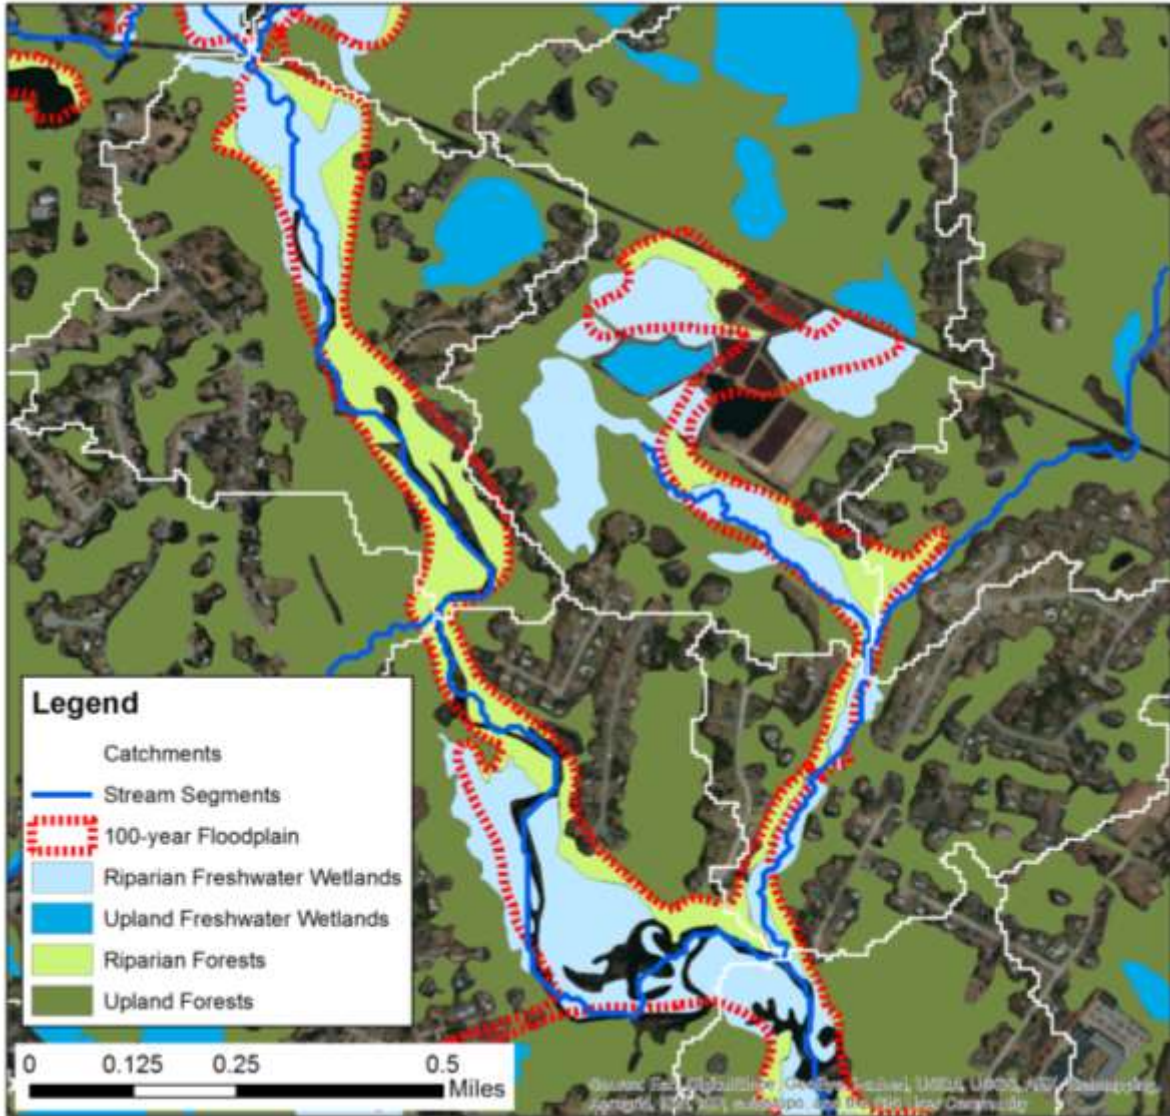 Legend
Catchments
Stream Segments
100-year Floodplain
Riparian Freshwater Wetlands
Upland Freshwater Wetlands
Riparian Forests
Upland Forests
0 0.125 0.25 0.5
Miles
Community